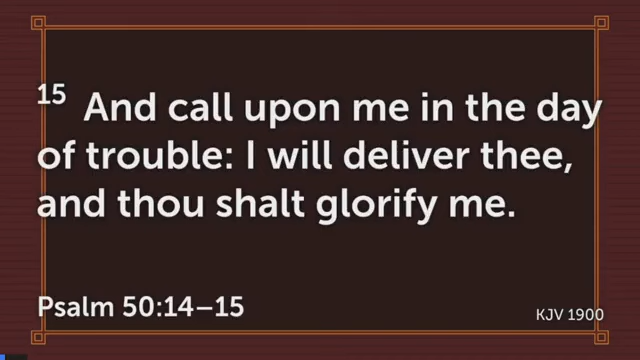 15 And call upon me in the day
of trouble: I will deliver thee,
and thou shalt glorify me.
Psalm 50:14–15
KJV 1900